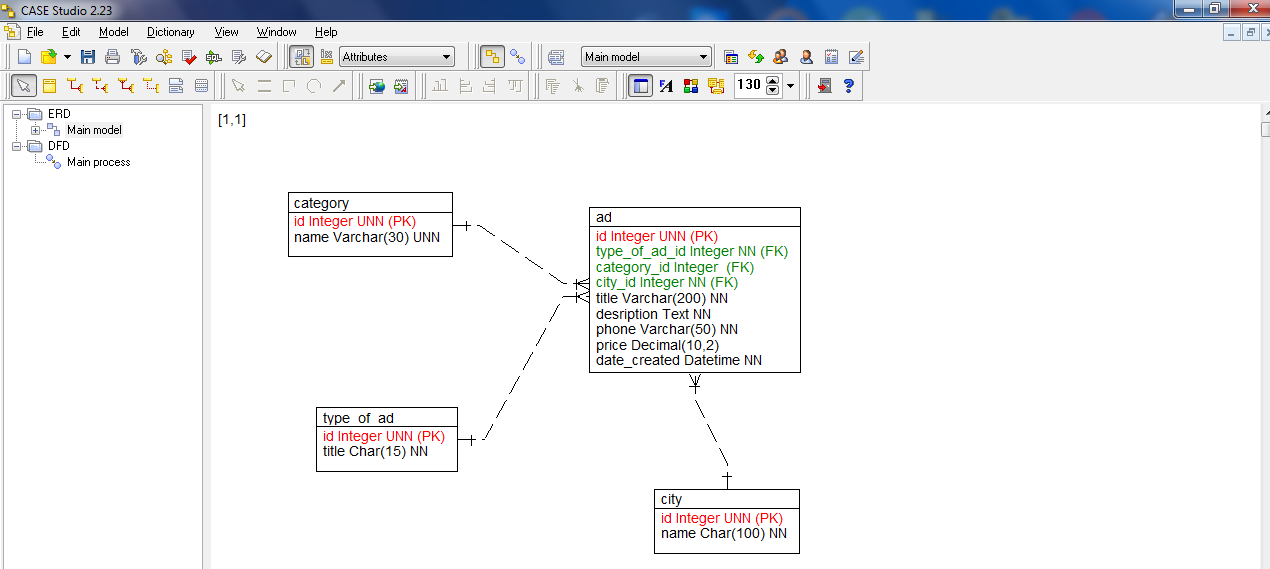 CASE Studio 2.23
File Edit Model Dictionary View Window Help
Attributes
Main model
130
ERD
Main model
DFD
Main process
[1,1]
category
id Integer UNN (PK)
name Varchar(30) UNN
ad
id Integer UNN (PK)
type_of_ad_id Integer NN (FK)
category_id Integer  (FK)
city_id Integer NN (FK)
title Varchar(200) NN
desription Text NN
phone Varchar(50) NN
price Decimal(10,2)
date_created Datetime NN
type_of_ad
id Integer UNN (PK)
title Char(15) NN
city
id Integer UNN (PK)
name Char(100) NN